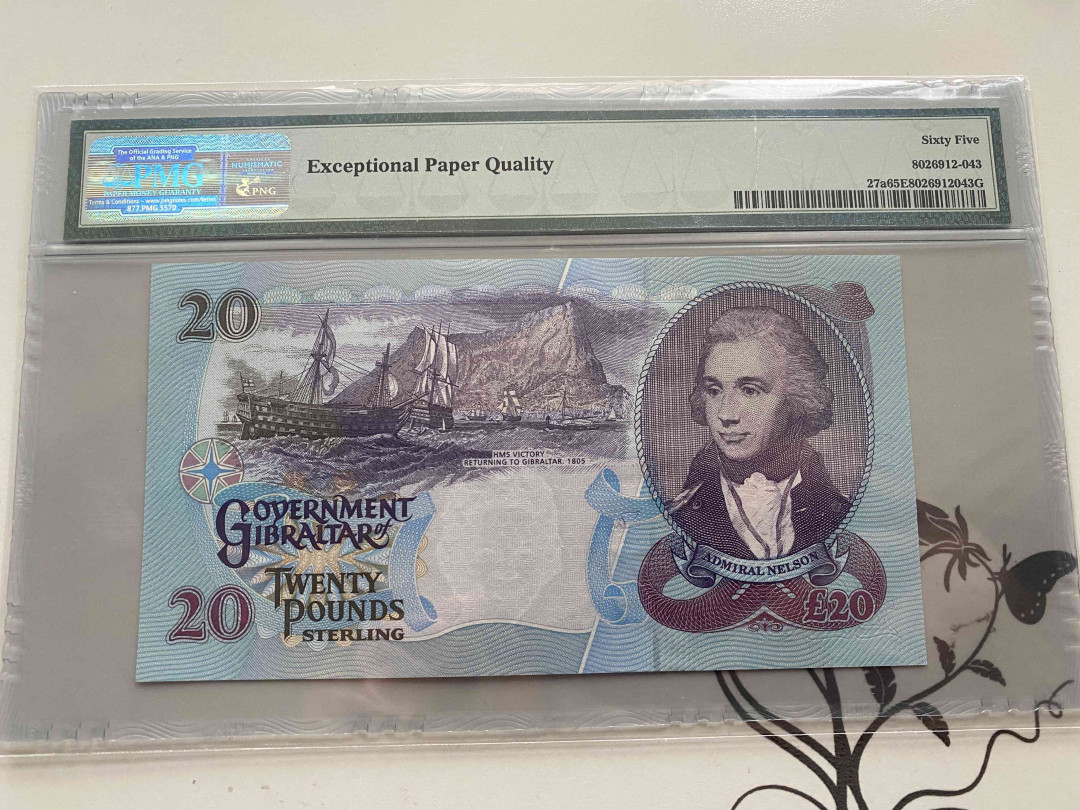 The Official Grading Service
of the ANA & PNG
PMG
PAPER MONEY GUARANTY
Terms & Conditions – www.pmgnotes.com/terms
877.PMG.5570
NUMISMATIC
PNG
Exceptional Paper Quality
Sixty Five
8026912-043
27a65E8026912043G
20
HMS VICTORY
RETURNING TO GIBRALTAR. 1805
GOVERNMENT
of GIBRALTAR
TWENTY
POUNDS
STERLING
20
ADMIRAL NELSON
£20